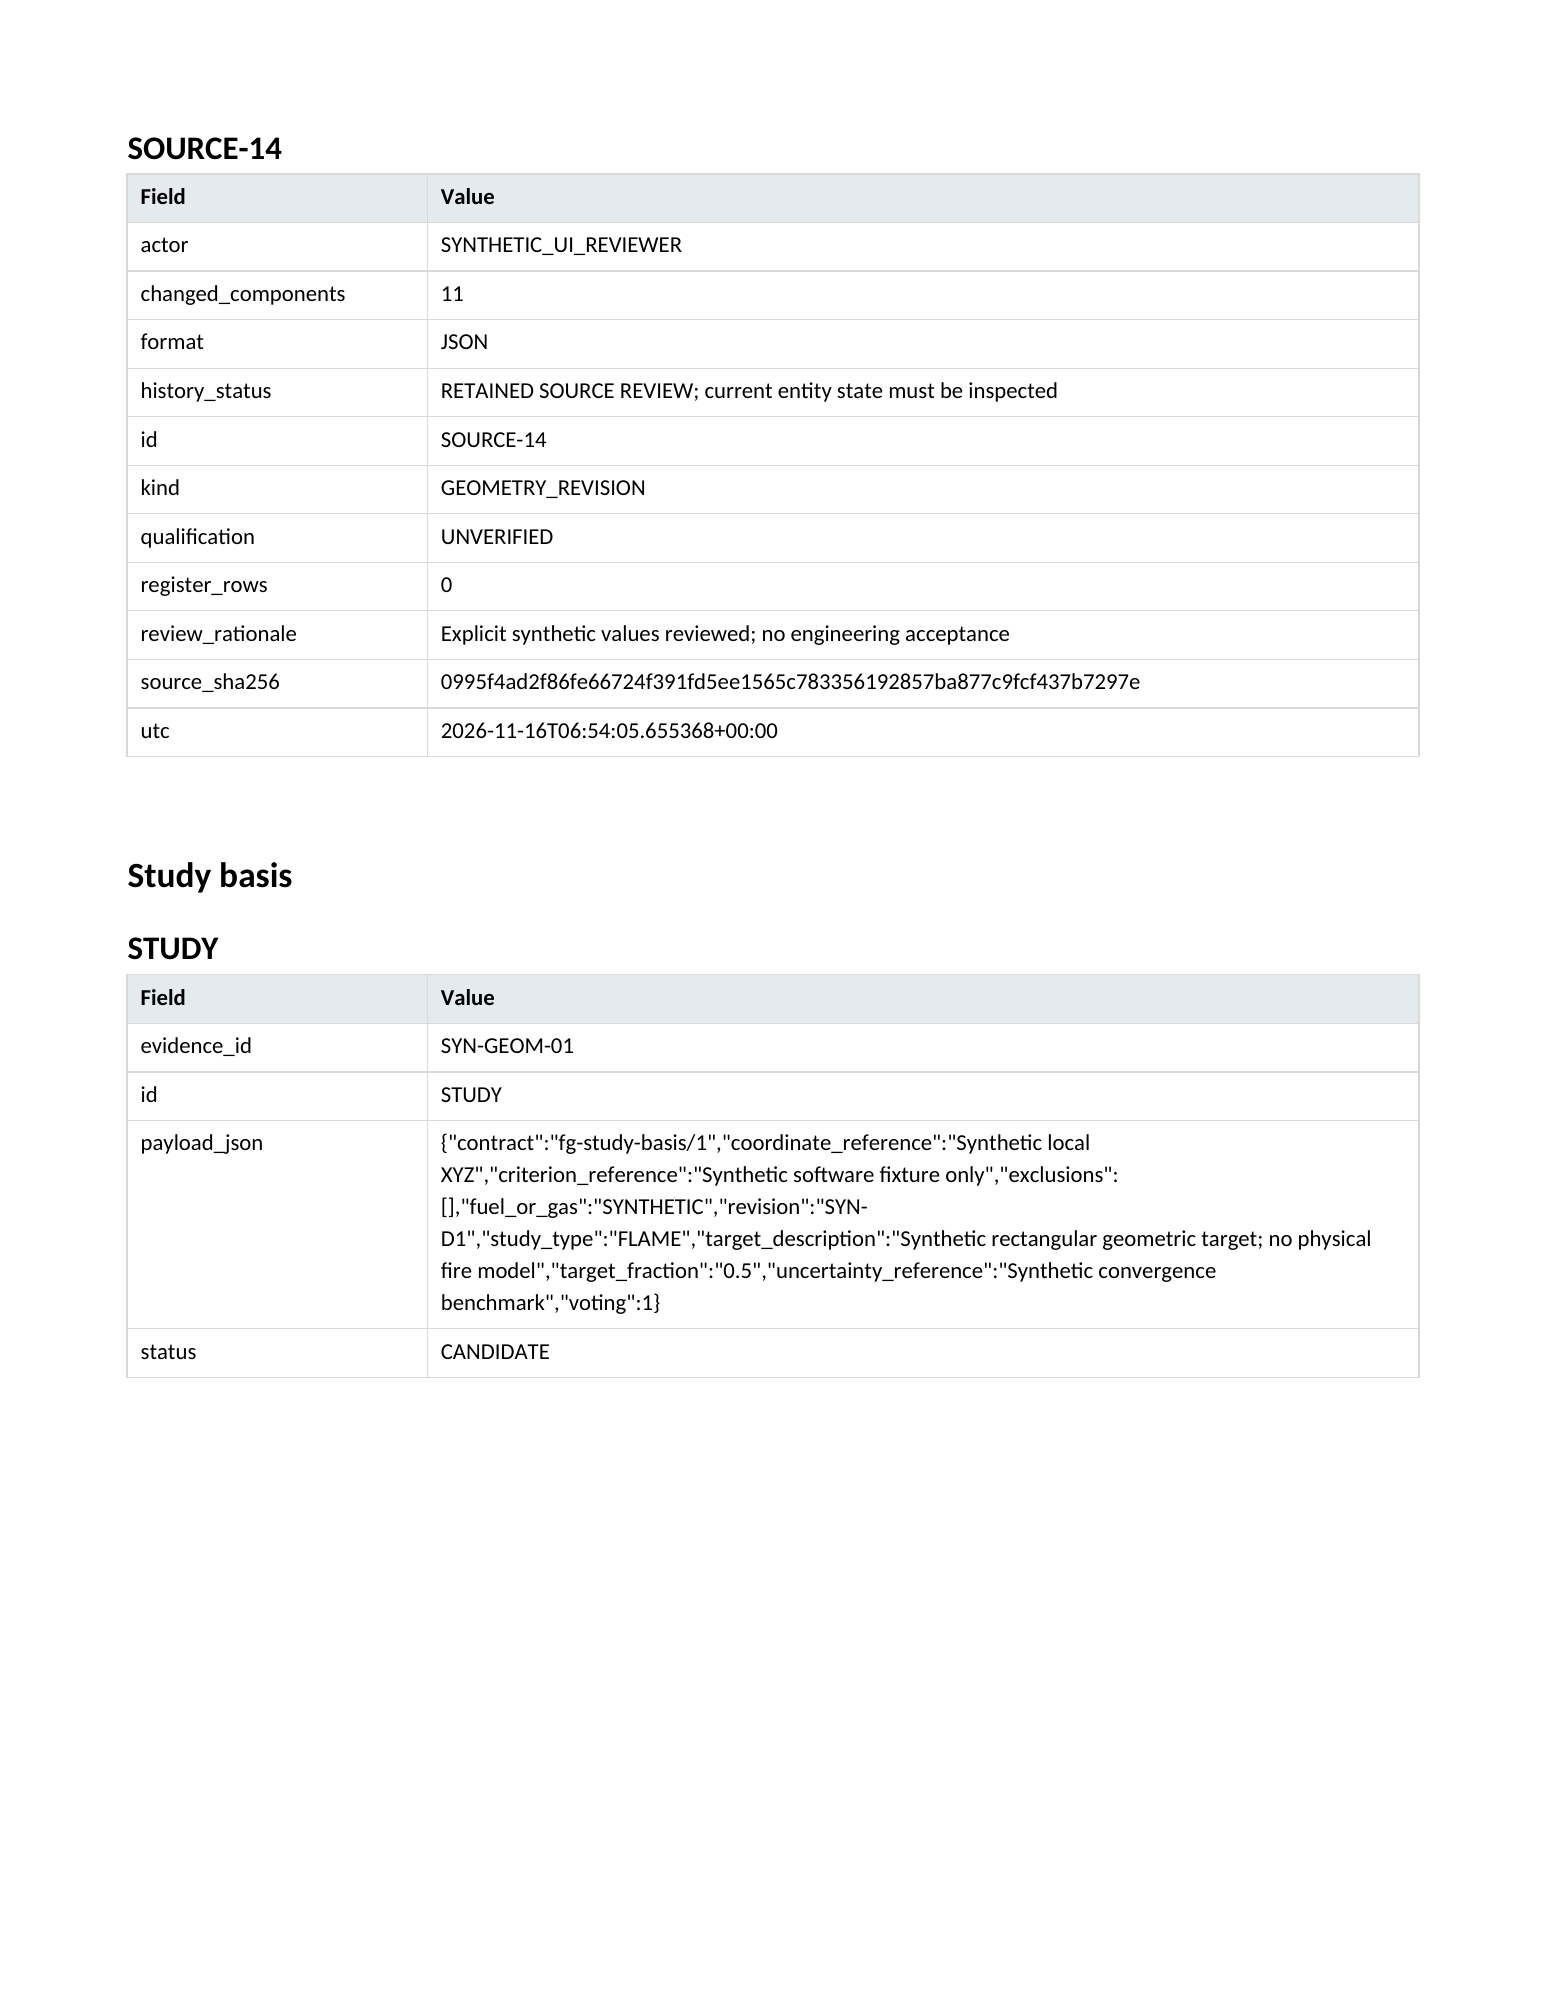 SOURCE-14
Field Value
actor SYNTHETIC_UI_REVIEWER
changed_components 11
format JSON
history_status RETAINED SOURCE REVIEW; current entity state must be inspected
id SOURCE-14
kind GEOMETRY_REVISION
qualification UNVERIFIED
register_rows 0
review_rationale Explicit synthetic values reviewed; no engineering acceptance
source_sha256 0995f4ad2f86fe66724f391fd5ee1565c783356192857ba877c9fcf437b7297e
utc 2026-11-16T06:54:05.655368+00:00
Study basis
STUDY
Field Value
evidence_id SYN-GEOM-01
id STUDY
payload_json {"contract":"fg-study-basis/1","coordinate_reference":"Synthetic local
XYZ","criterion_reference":"Synthetic software fixture only","exclusions":
[],"fuel_or_gas":"SYNTHETIC","revision":"SYN-
D1","study_type":"FLAME","target_description":"Synthetic rectangular geometric target; no physical
fire model","target_fraction":"0.5","uncertainty_reference":"Synthetic convergence
benchmark","voting":1}
status CANDIDATE